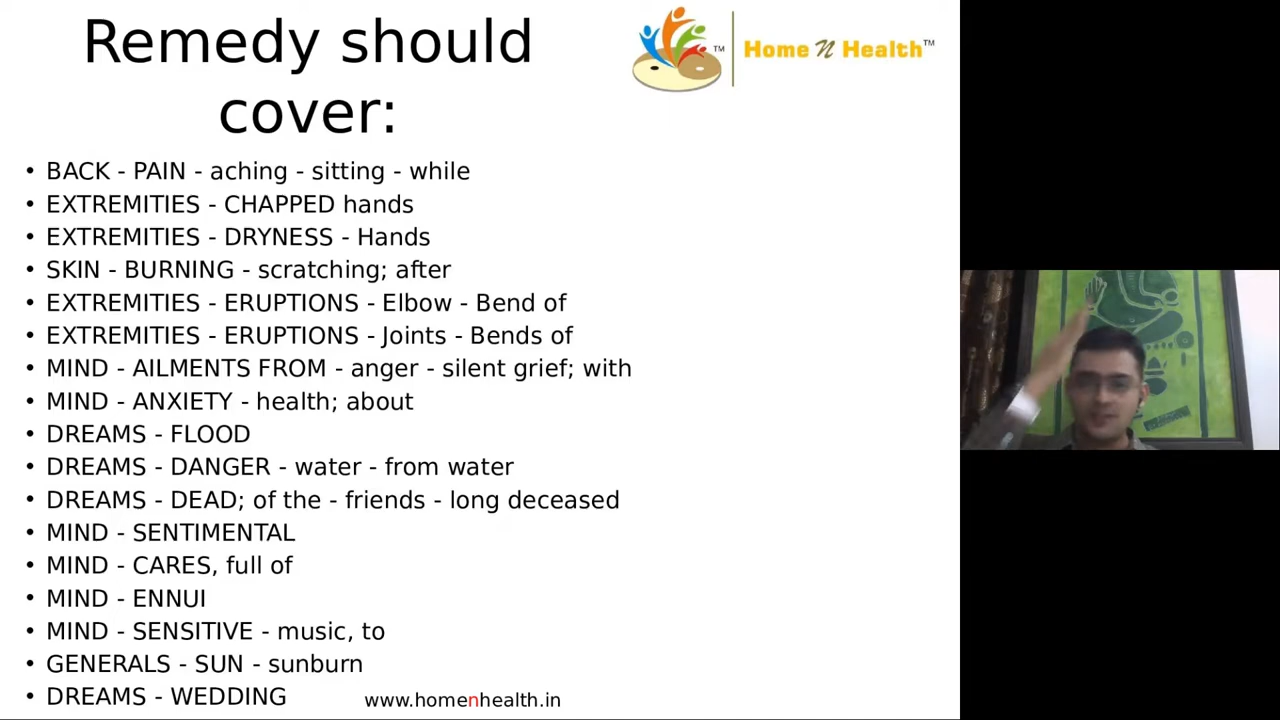 Remedy should
cover:
TM
Home N Health™
• BACK - PAIN - aching - sitting - while
• EXTREMITIES - CHAPPED hands
• EXTREMITIES - DRYNESS - Hands
• SKIN - BURNING - scratching; after
• EXTREMITIES - ERUPTIONS - Elbow - Bend of
• EXTREMITIES - ERUPTIONS - Joints - Bends of
• MIND - AILMENTS FROM - anger - silent grief; with
• MIND - ANXIETY - health; about
• DREAMS - FLOOD
• DREAMS - DANGER - water - from water
• DREAMS - DEAD; of the - friends - long deceased
• MIND - SENTIMENTAL
• MIND - CARES, full of
• MIND - ENNUI
• MIND - SENSITIVE - music, to
• GENERALS - SUN - sunburn
• DREAMS - WEDDING
www.homenhealth.in